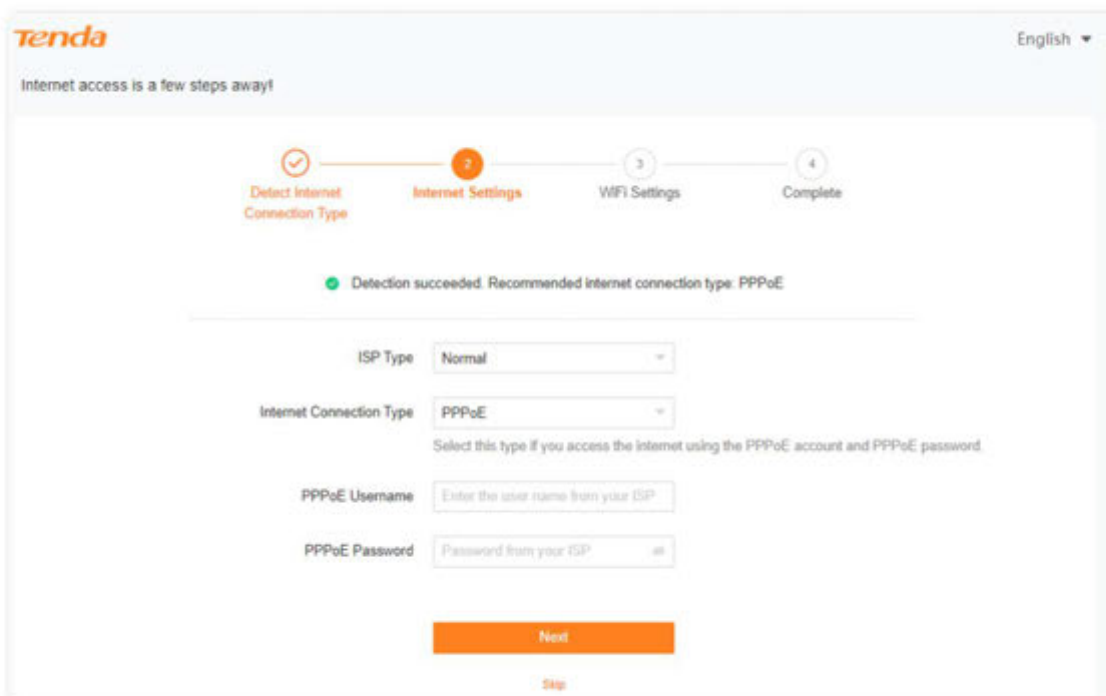 Tenda
English
Internet access is a few steps away!
2
3
4
Detect Internet
Connection Type
Internet Settings
WiFi Settings
Complete
Detection succeeded. Recommended internet connection type: PPPoE
ISP Type
Normal
Internet Connection Type
PPPoE
Select this type if you access the internet using the PPPoE account and PPPoE password.
PPPoE Username
Enter the user name from your ISP
PPPoE Password
Password from your ISP
Next
Skip